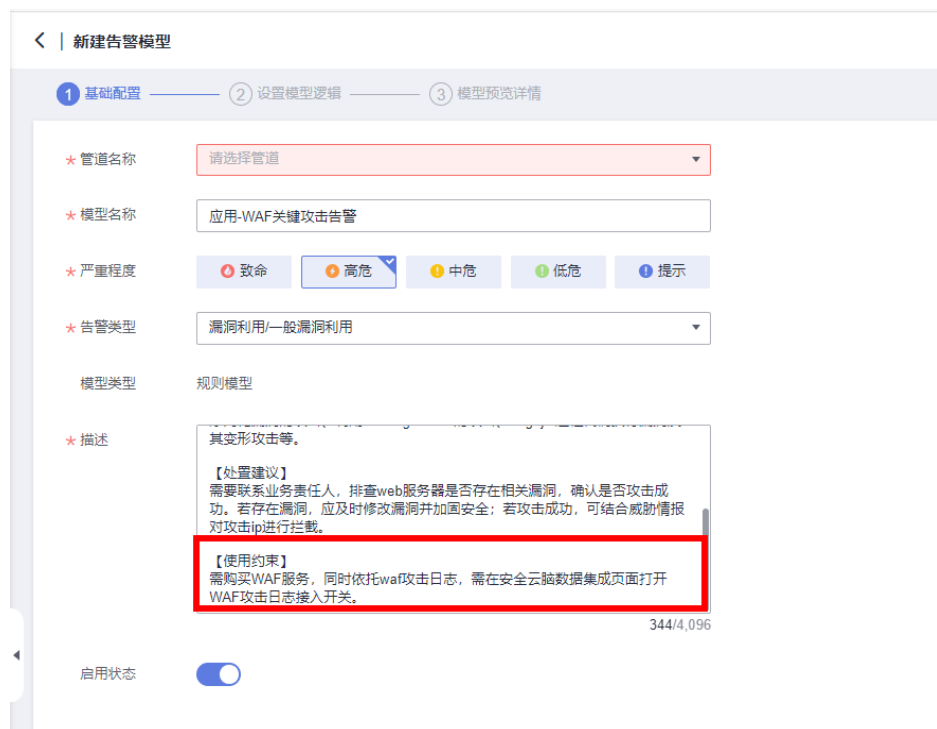 新建告警模型
1 基础配置 2 设置模型逻辑 3 模型预览详情
* 管道名称 请选择管道
* 模型名称 应用-WAF关键攻击告警
* 严重程度 致命 高危 中危 低危 提示
* 告警类型 漏洞利用/一般漏洞利用
模型类型 规则模型
* 描述
其变形攻击等。
【处置建议】
需要联系业务责任人，排查web服务器是否存在相关漏洞，确认是否攻击成
功。若存在漏洞，应及时修改漏洞并加固安全；若攻击成功，可结合威胁情报
对攻击ip进行拦截。
【使用约束】
需购买WAF服务，同时依托waf攻击日志，需在安全云脑数据集成页面打开
WAF攻击日志接入开关。
344/4,096
启用状态